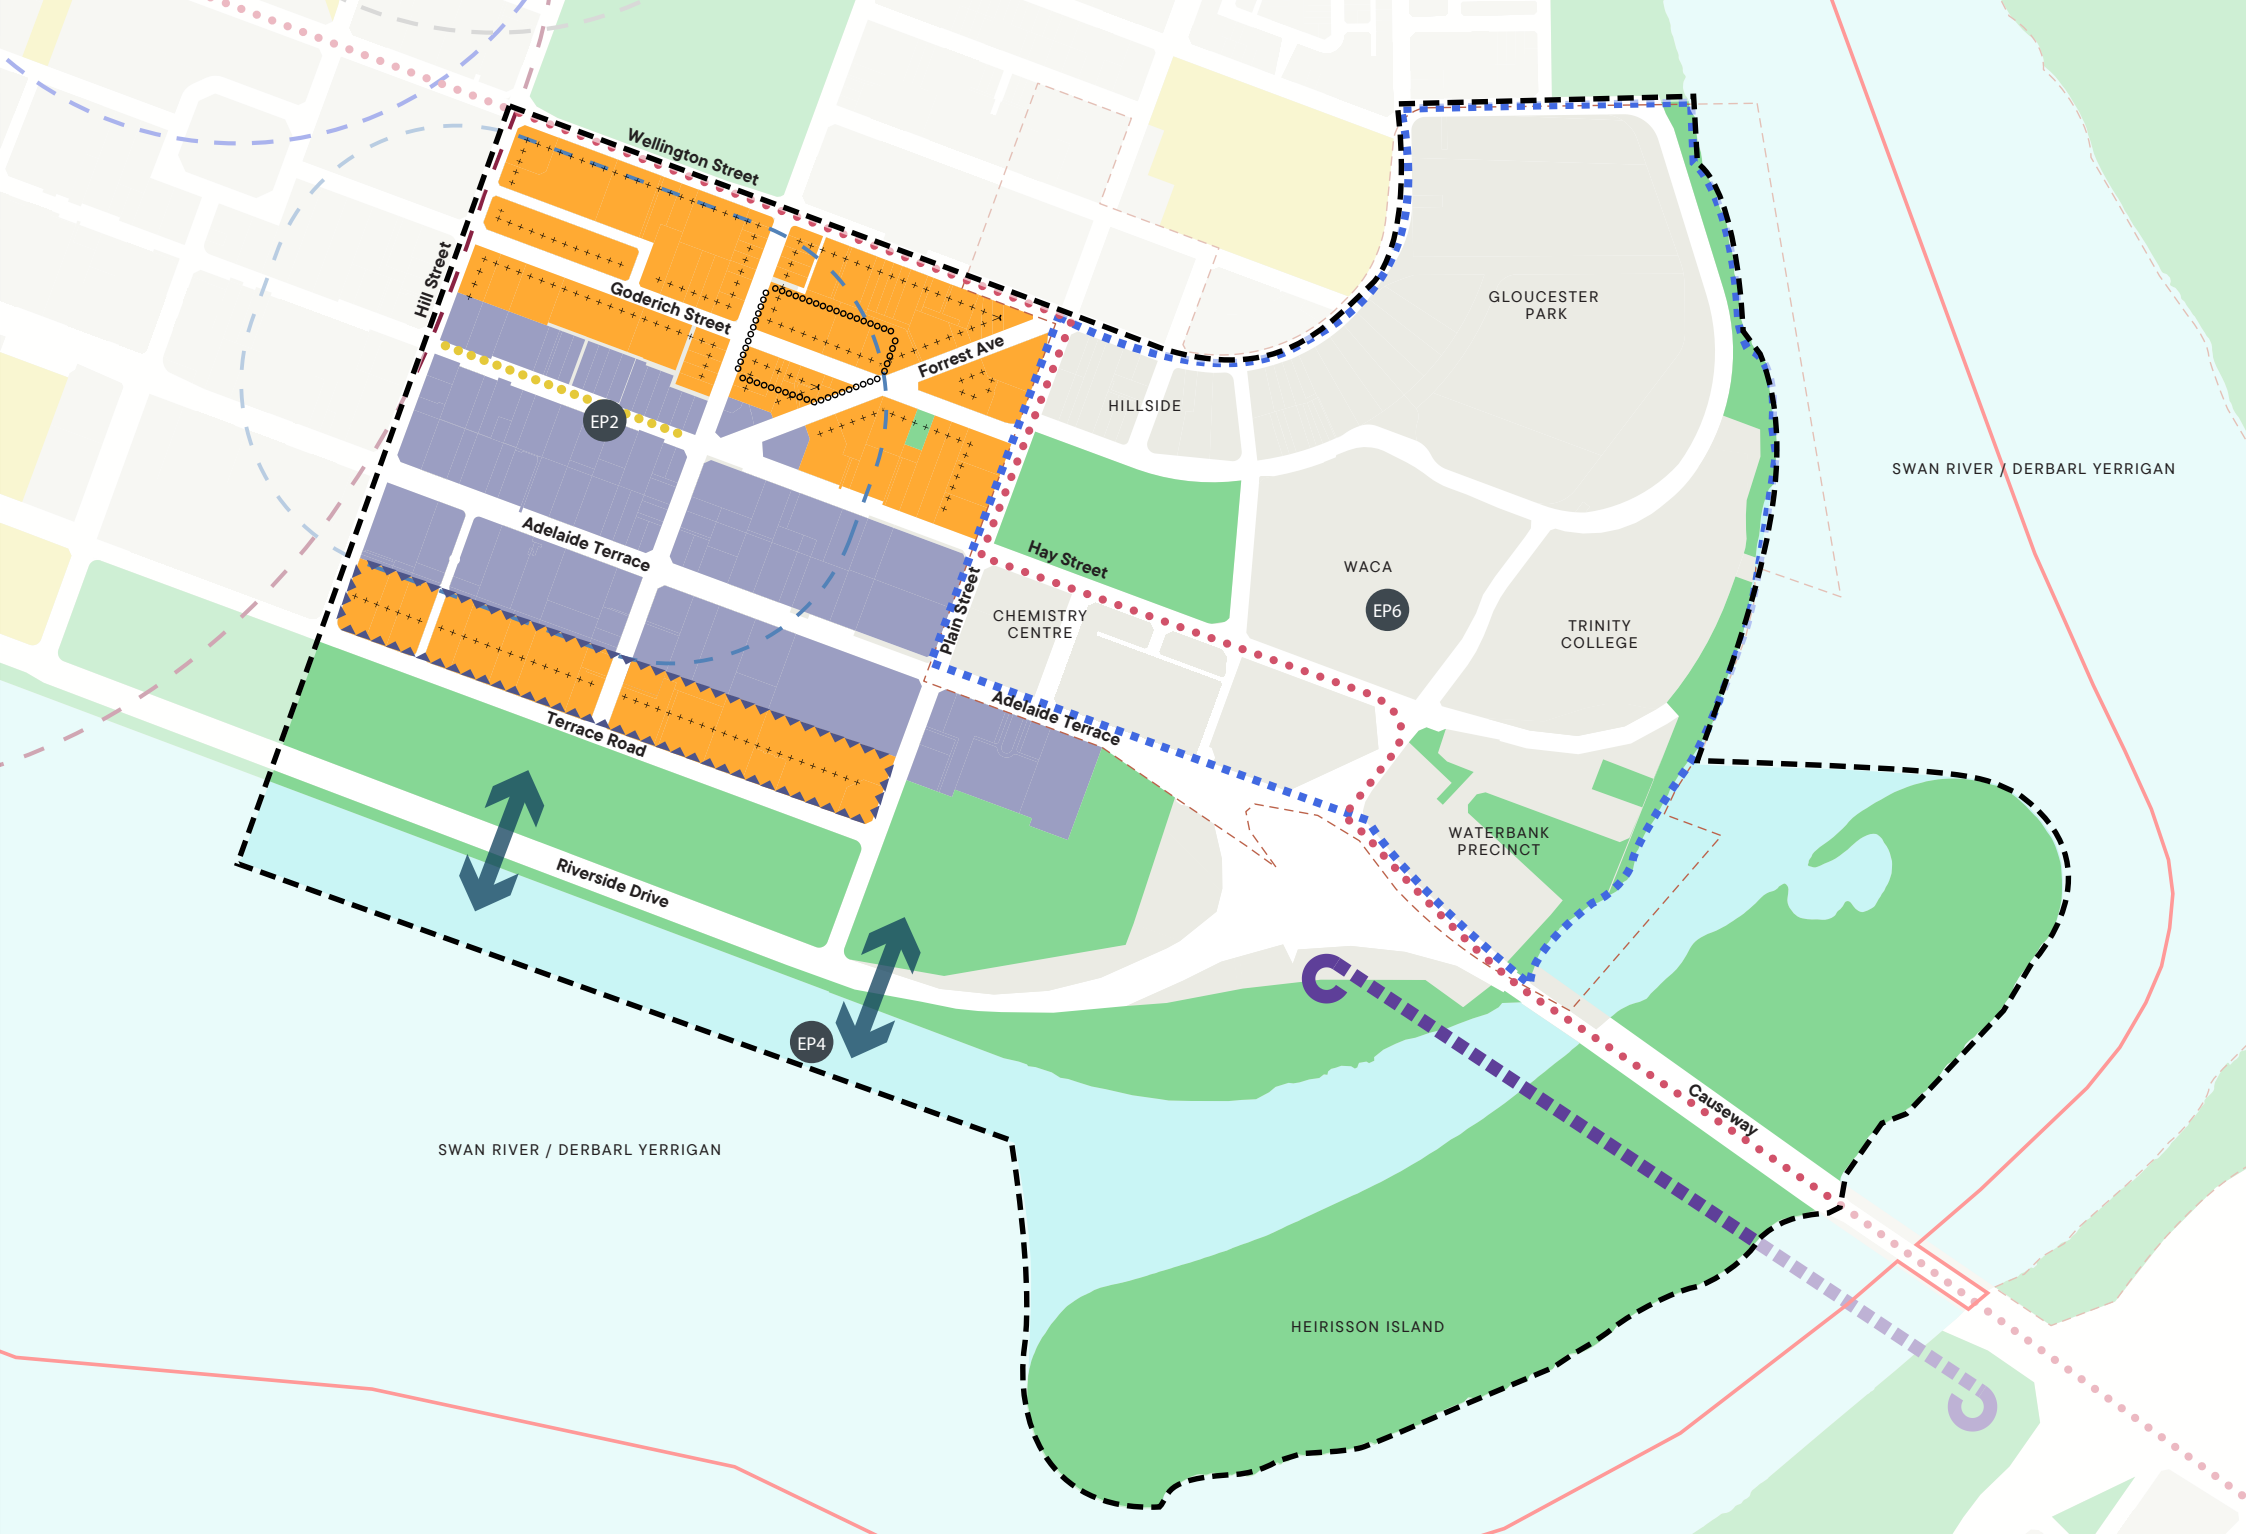 Wellington Street
Hill Street
Goderich Street
Forrest Ave
GLOUCESTER
PARK
HILLSIDE
EP2
SWAN RIVER / DERBARL YERRIGAN
Adelaide Terrace
Hay Street
WACA
EP6
Plain Street
CHEMISTRY
CENTRE
TRINITY
COLLEGE
Adelaide Terrace
Terrace Road
WATERBANK
PRECINCT
Riverside Drive
EP4
Causeway
SWAN RIVER / DERBARL YERRIGAN
HEIRISSON ISLAND